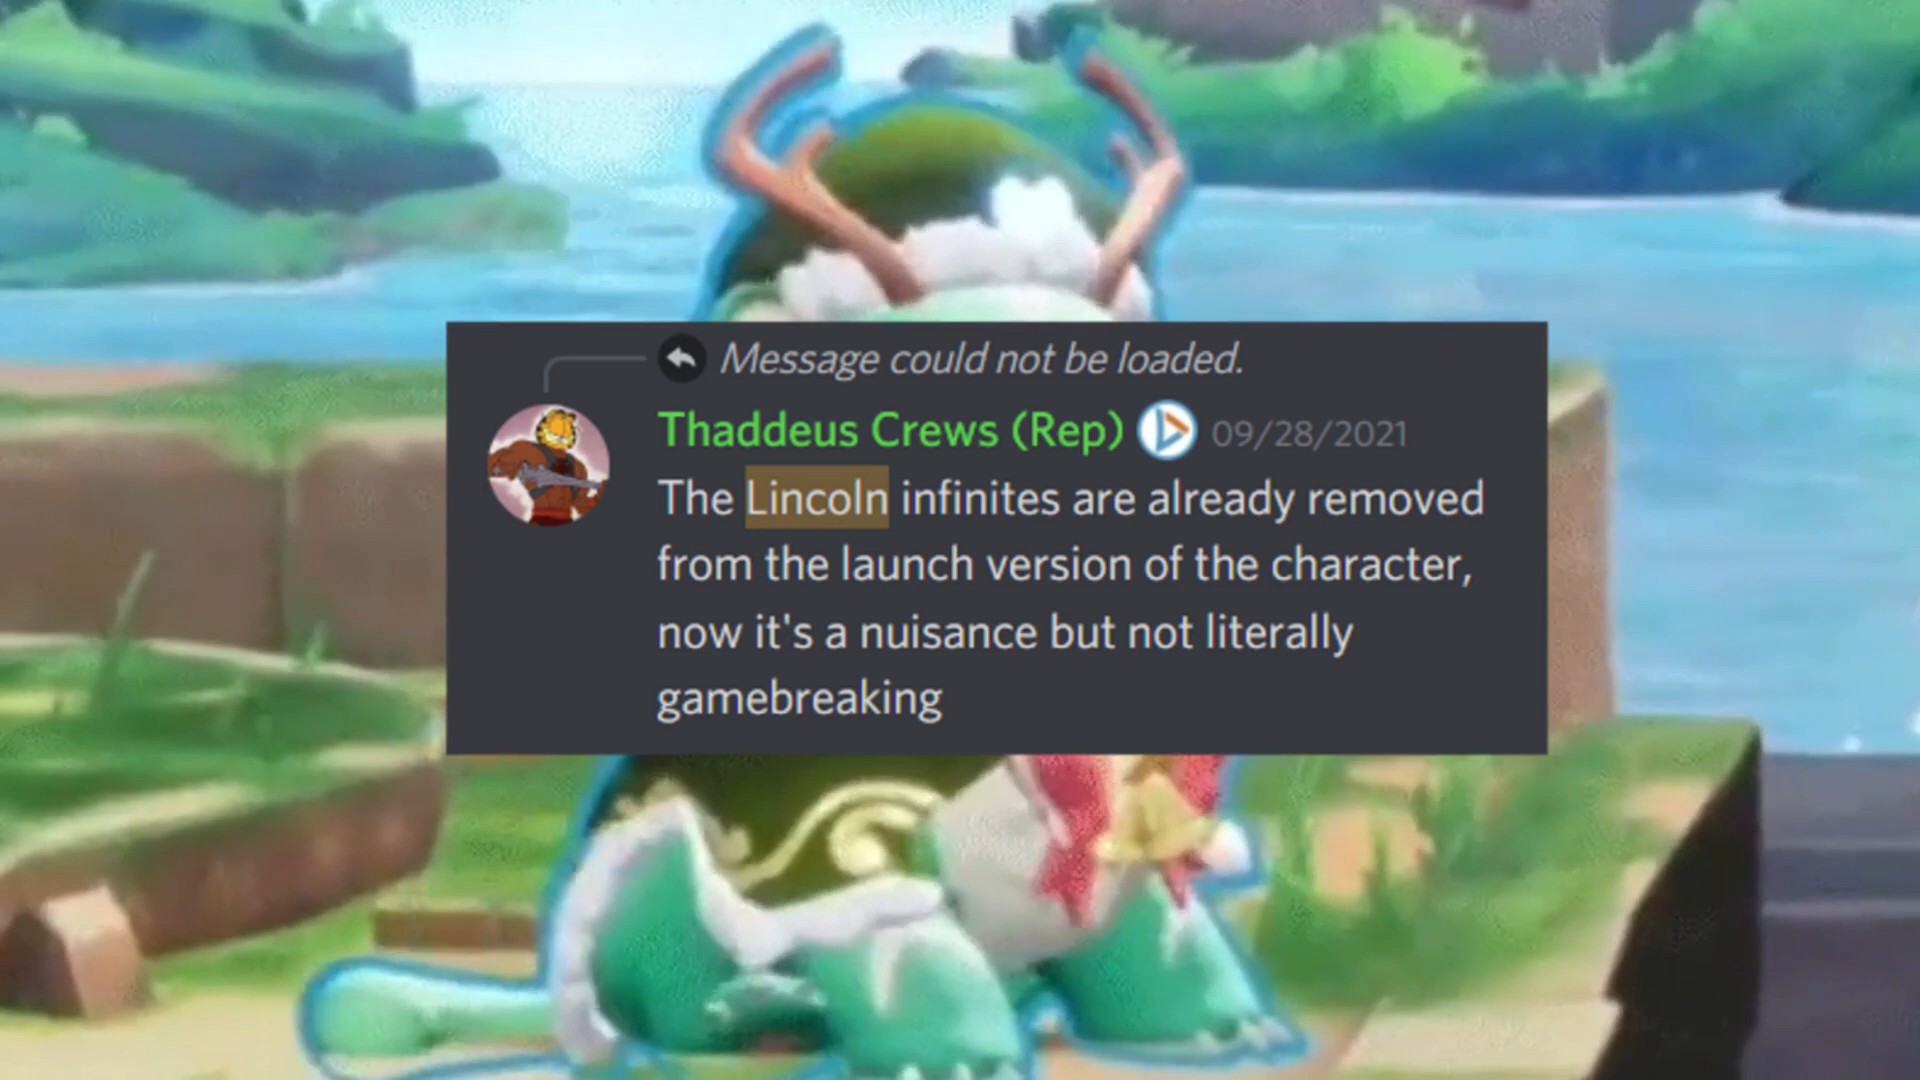 Message could not be loaded.
Thaddeus Crews (Rep) 09/28/2021
The Lincoln infinites are already removed
from the launch version of the character,
now it's a nuisance but not literally
gamebreaking